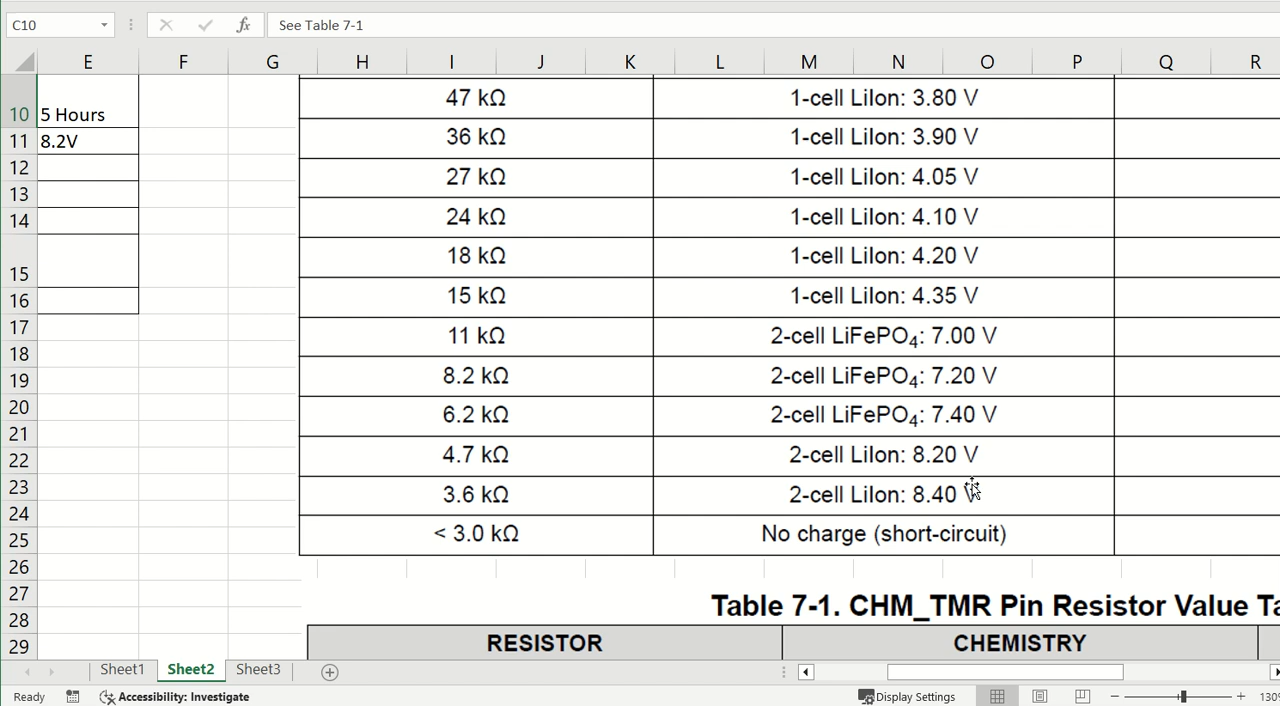 C10 fx See Table 7-1
E F G H I J K L M N O P Q R
10 5 Hours 47 kΩ 1-cell LiIon: 3.80 V
11 8.2V 36 kΩ 1-cell LiIon: 3.90 V
12 27 kΩ 1-cell LiIon: 4.05 V
13
14 24 kΩ 1-cell LiIon: 4.10 V
15 18 kΩ 1-cell LiIon: 4.20 V
16 15 kΩ 1-cell LiIon: 4.35 V
17
18 11 kΩ 2-cell LiFePO₄: 7.00 V
19 8.2 kΩ 2-cell LiFePO₄: 7.20 V
20
21 6.2 kΩ 2-cell LiFePO₄: 7.40 V
22 4.7 kΩ 2-cell LiIon: 8.20 V
23
24 3.6 kΩ 2-cell LiIon: 8.40 V
25 < 3.0 kΩ No charge (short-circuit)
26
27
28 Table 7-1. CHM_TMR Pin Resistor Value Ta
29 RESISTOR CHEMISTRY
Sheet1 Sheet2 Sheet3
Ready Accessibility: Investigate Display Settings 130